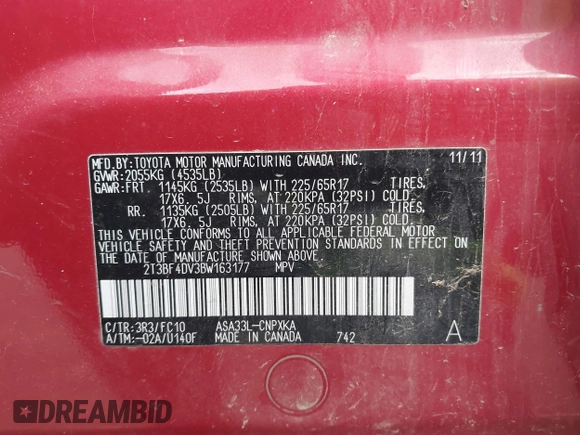 MFD. BY: TOYOTA MOTOR MANUFACTURING CANADA INC. 11/11
GVWR: 2055KG (4535LB)
GAWR: FRT. 1145KG (2535LB) WITH 225/65R17 TIRES,
17X6. 5J RIMS, AT 220KPA (32PSI) COLD
RR. 1135KG (2505LB) WITH 225/65R17 TIRES,
17X6. 5J RIMS, AT 220KPA (32PSI) COLD
THIS VEHICLE CONFORMS TO ALL APPLICABLE FEDERAL MOTOR
VEHICLE SAFETY AND THEFT PREVENTION STANDARDS IN EFFECT ON
THE DATE OF MANUFACTURE SHOWN ABOVE.
2T3BF4DV3BW163177 MPV
C/TR: 3R3/FC10 ASA33L-CNPXKA
A/TM: -02A/U140F MADE IN CANADA 742 A
DREAMBID